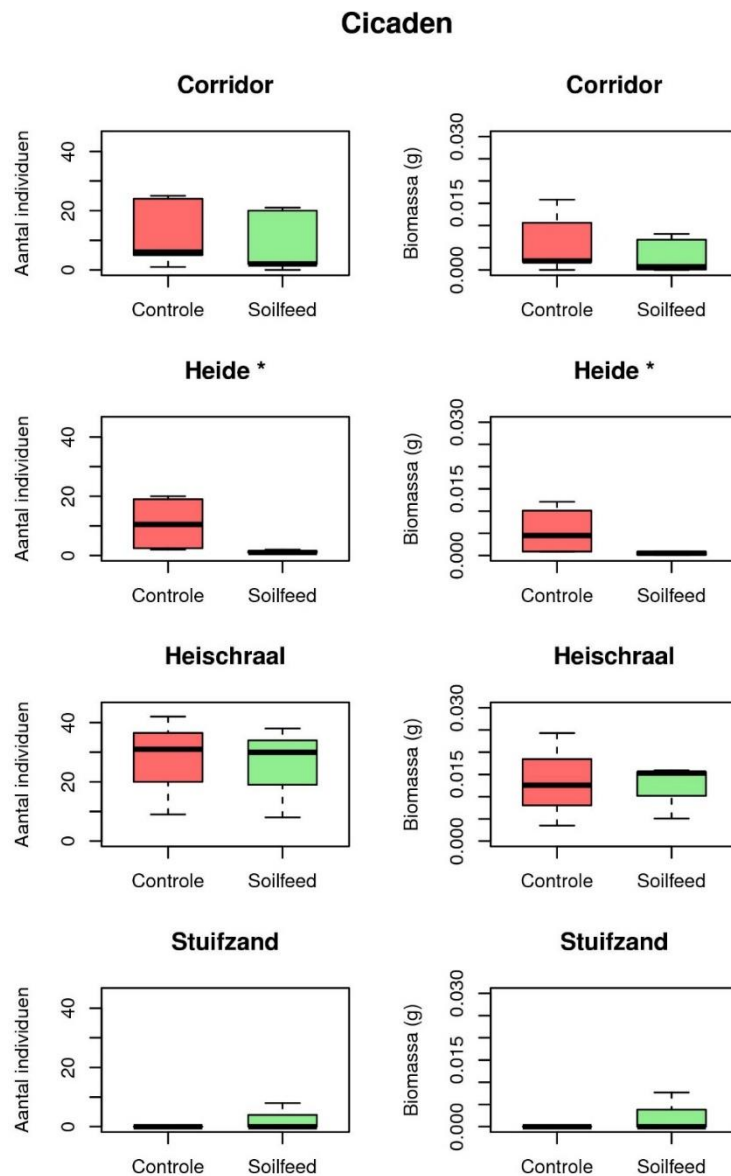 Cicaden
Corridor
Corridor
Aantal individuen
40
20
0
Controle
Soilfeed
Biomassa (g)
0.030
0.015
0.000
Controle
Soilfeed
Heide *
Heide *
Aantal individuen
40
20
0
Controle
Soilfeed
Biomassa (g)
0.030
0.015
0.000
Controle
Soilfeed
Heischraal
Heischraal
Aantal individuen
40
20
0
Controle
Soilfeed
Biomassa (g)
0.030
0.015
0.000
Controle
Soilfeed
Stuifzand
Stuifzand
Aantal individuen
40
20
0
Controle
Soilfeed
Biomassa (g)
0.030
0.015
0.000
Controle
Soilfeed